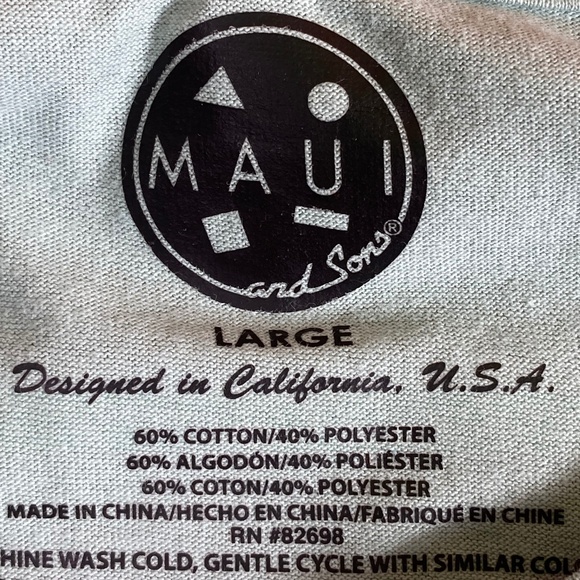 MAUI
and Sons®
LARGE
Designed in California, U.S.A.
60% COTTON/40% POLYESTER
60% ALGODÓN/40% POLIÉSTER
60% COTON/40% POLYESTER
MADE IN CHINA/HECHO EN CHINA/FABRIQUÉ EN CHINE
RN #82698
HINE WASH COLD, GENTLE CYCLE WITH SIMILAR COL